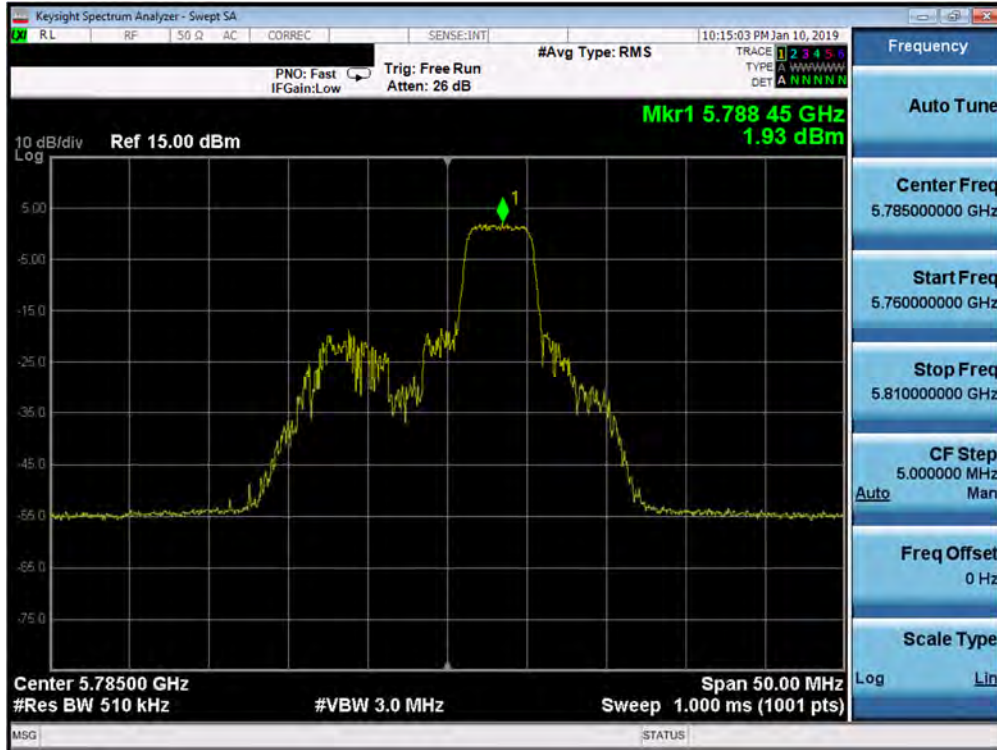 Keysight Spectrum Analyzer - Swept SA
LXI RL RF 50 Ω AC CORREC SENSE:INT 10:15:03 PM Jan 10, 2019
#Avg Type: RMS
TRACE 1 2 3 4 5 6
PNO: Fast Trig: Free Run TYPE A WWWWW
IFGain:Low Atten: 26 dB DET A N N N N N
Mkr1 5.788 45 GHz
1.93 dBm
10 dB/div Ref 15.00 dBm
Log
1
5.00
-5.00
-15.0
-25.0
-35.0
-45.0
-55.0
-65.0
-75.0
Center 5.78500 GHz Span 50.00 MHz
#Res BW 510 kHz #VBW 3.0 MHz Sweep 1.000 ms (1001 pts)
MSG STATUS
Frequency
Auto Tune
Center Freq
5.785000000 GHz
Start Freq
5.760000000 GHz
Stop Freq
5.810000000 GHz
CF Step
5.000000 MHz
Auto Man
Freq Offset
0 Hz
Scale Type
Log Lin